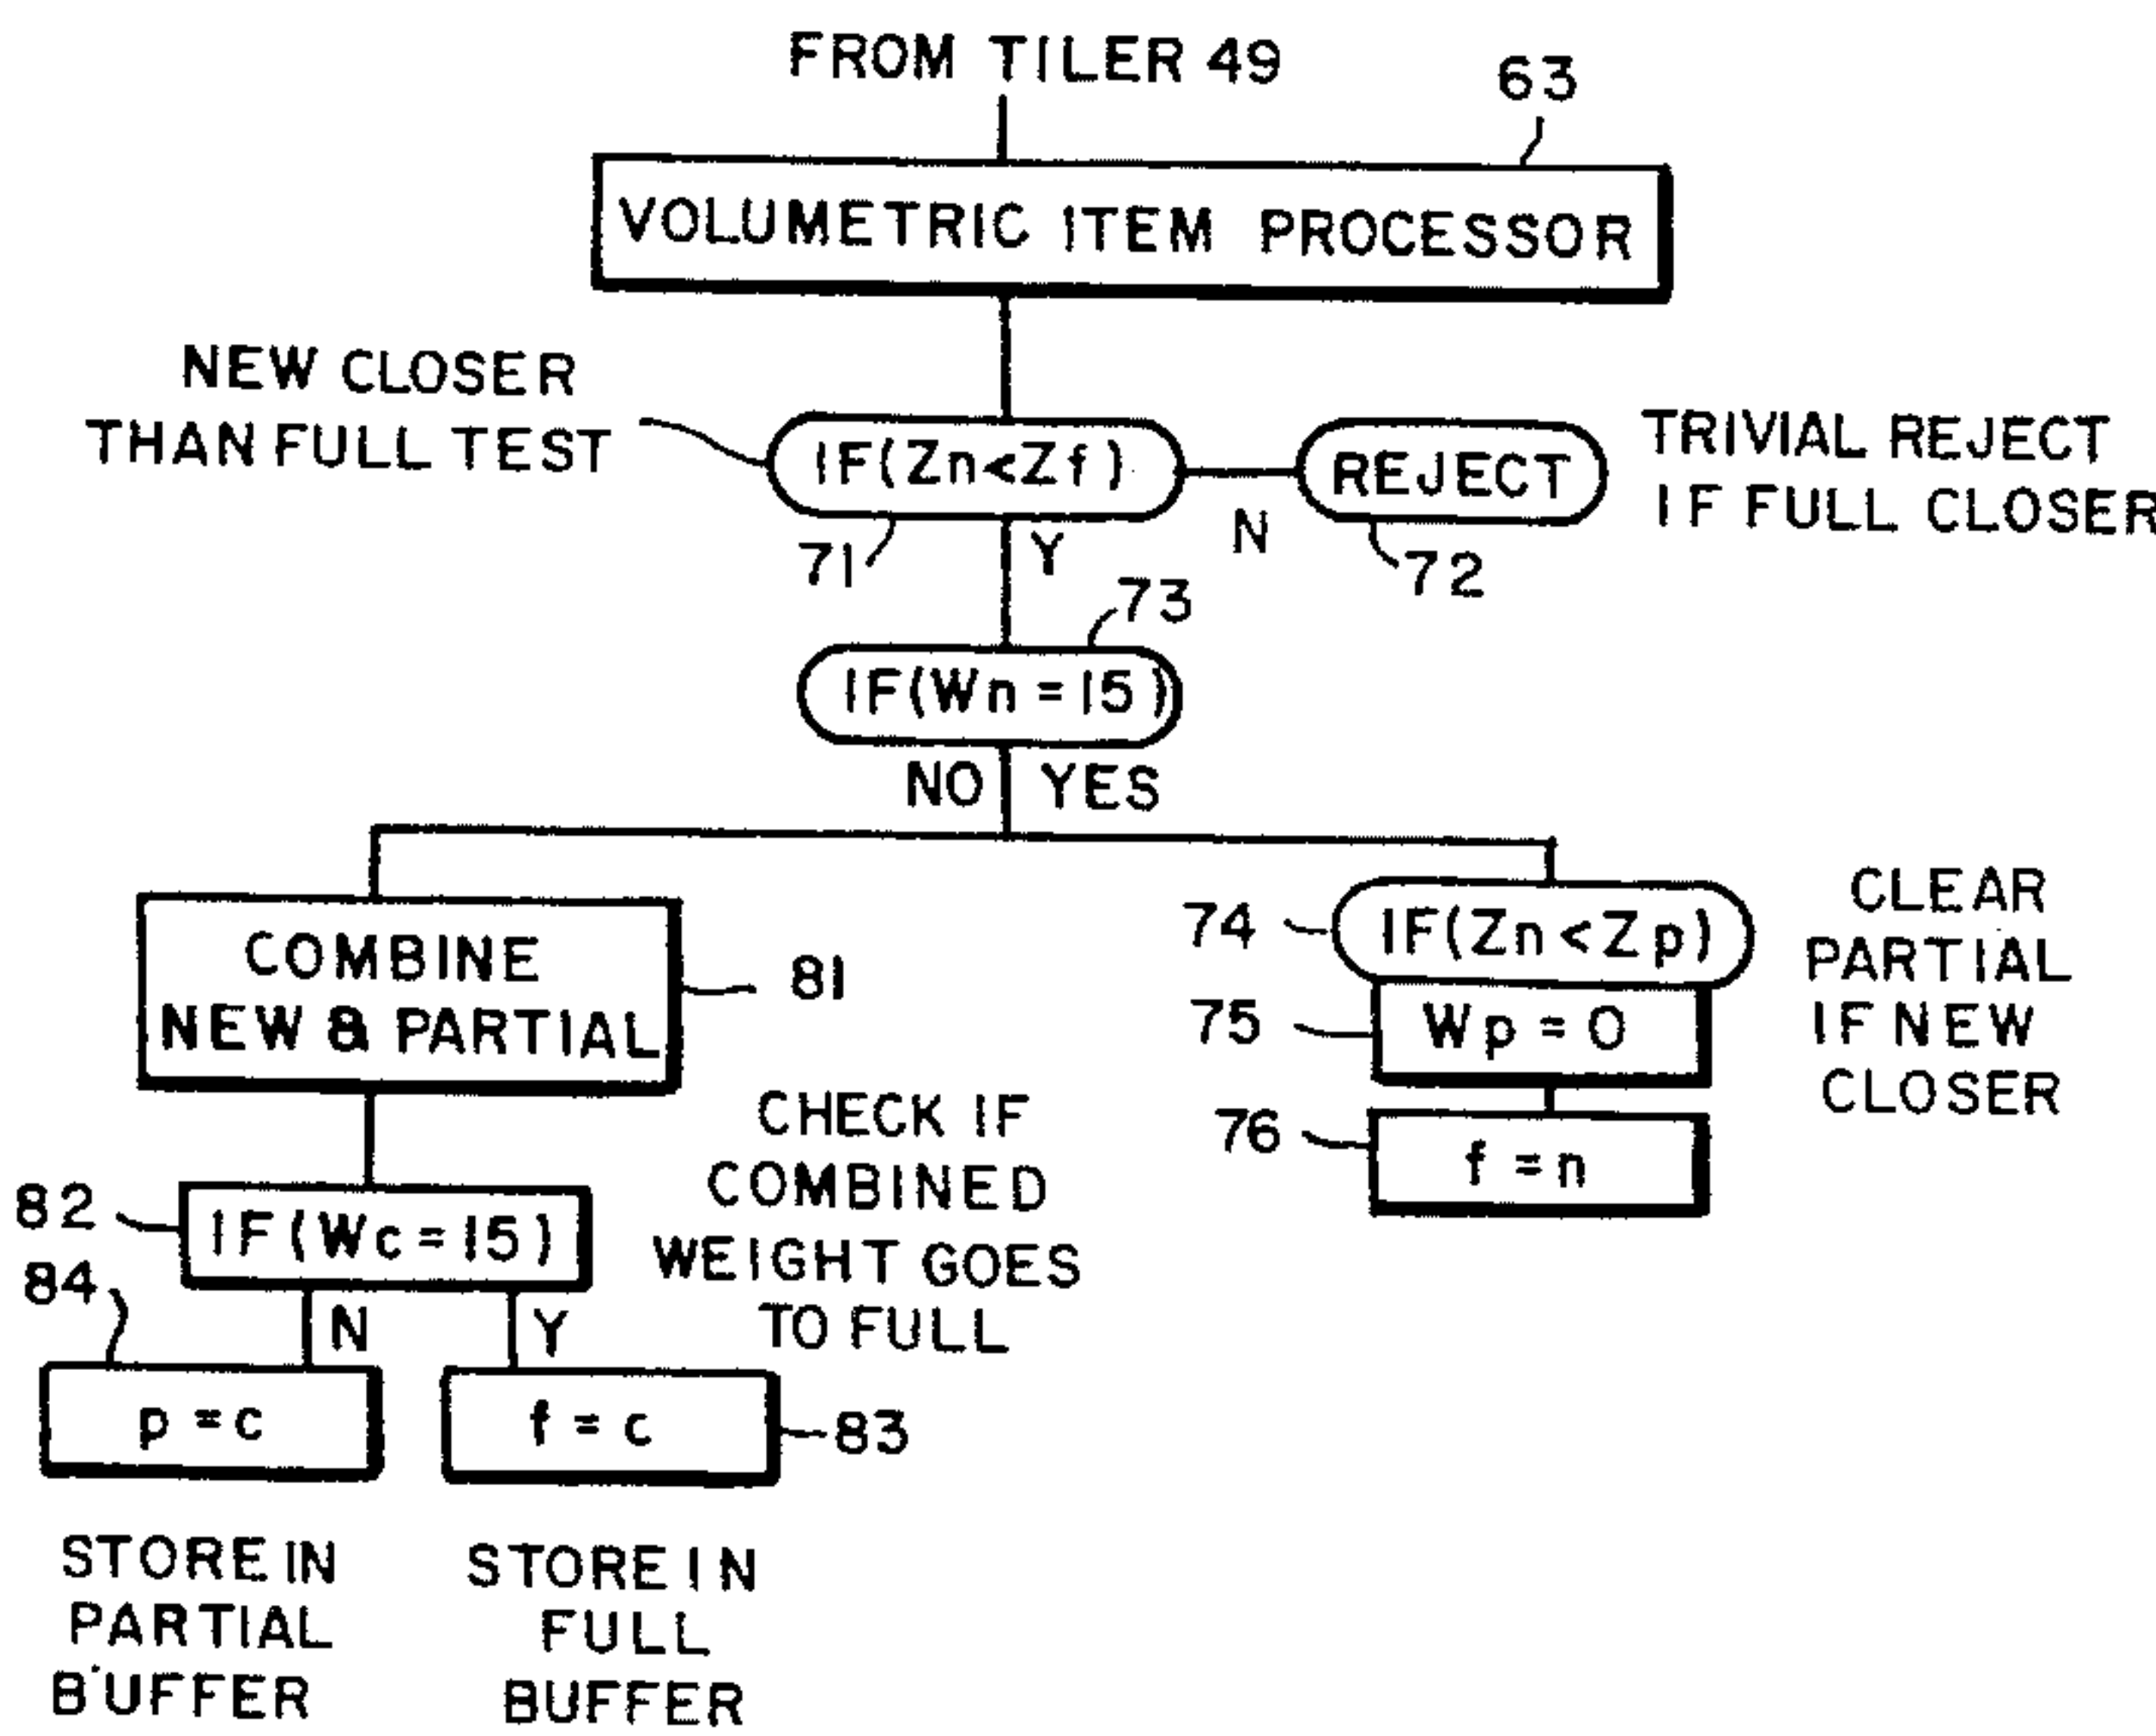 FROM TILER 49
63
VOLUMETRIC ITEM PROCESSOR
NEW CLOSER
THAN FULL TEST
IF(Zn<Zf)
REJECT
TRIVIAL REJECT
IF FULL CLOSER
71
Y
N
72
73
IF(Wn=15)
NO YES
COMBINE
NEW & PARTIAL
81
74
IF(Zn<Zp)
75
Wp=0
76
f=n
CLEAR
PARTIAL
IF NEW
CLOSER
CHECK IF
COMBINED
WEIGHT GOES
TO FULL
82
IF(Wc=15)
84
N
Y
p=c
f=c
83
STORE IN
PARTIAL
BUFFER
STORE IN
FULL
BUFFER